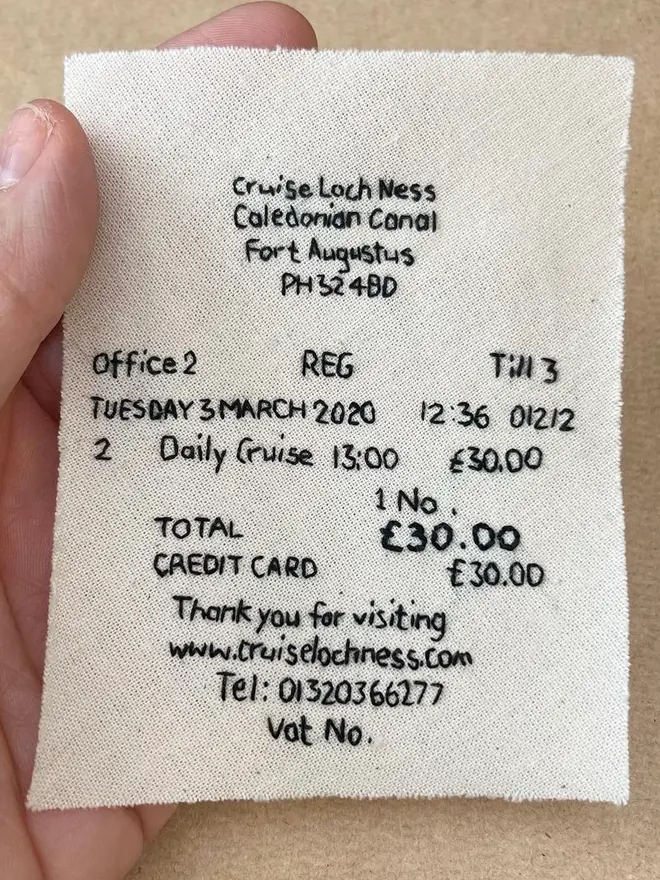 Cruise Loch Ness
Caledonian Canal
Fort Augustus
PH32 4BD
Office 2 REG Till 3
TUESDAY 3 MARCH 2020 12:36 01212
2 Daily Cruise 13:00 £30.00
1 No.
TOTAL £30.00
CREDIT CARD £30.00
Thank you for visiting
www.cruiselochness.com
Tel: 01320366277
Vat No.